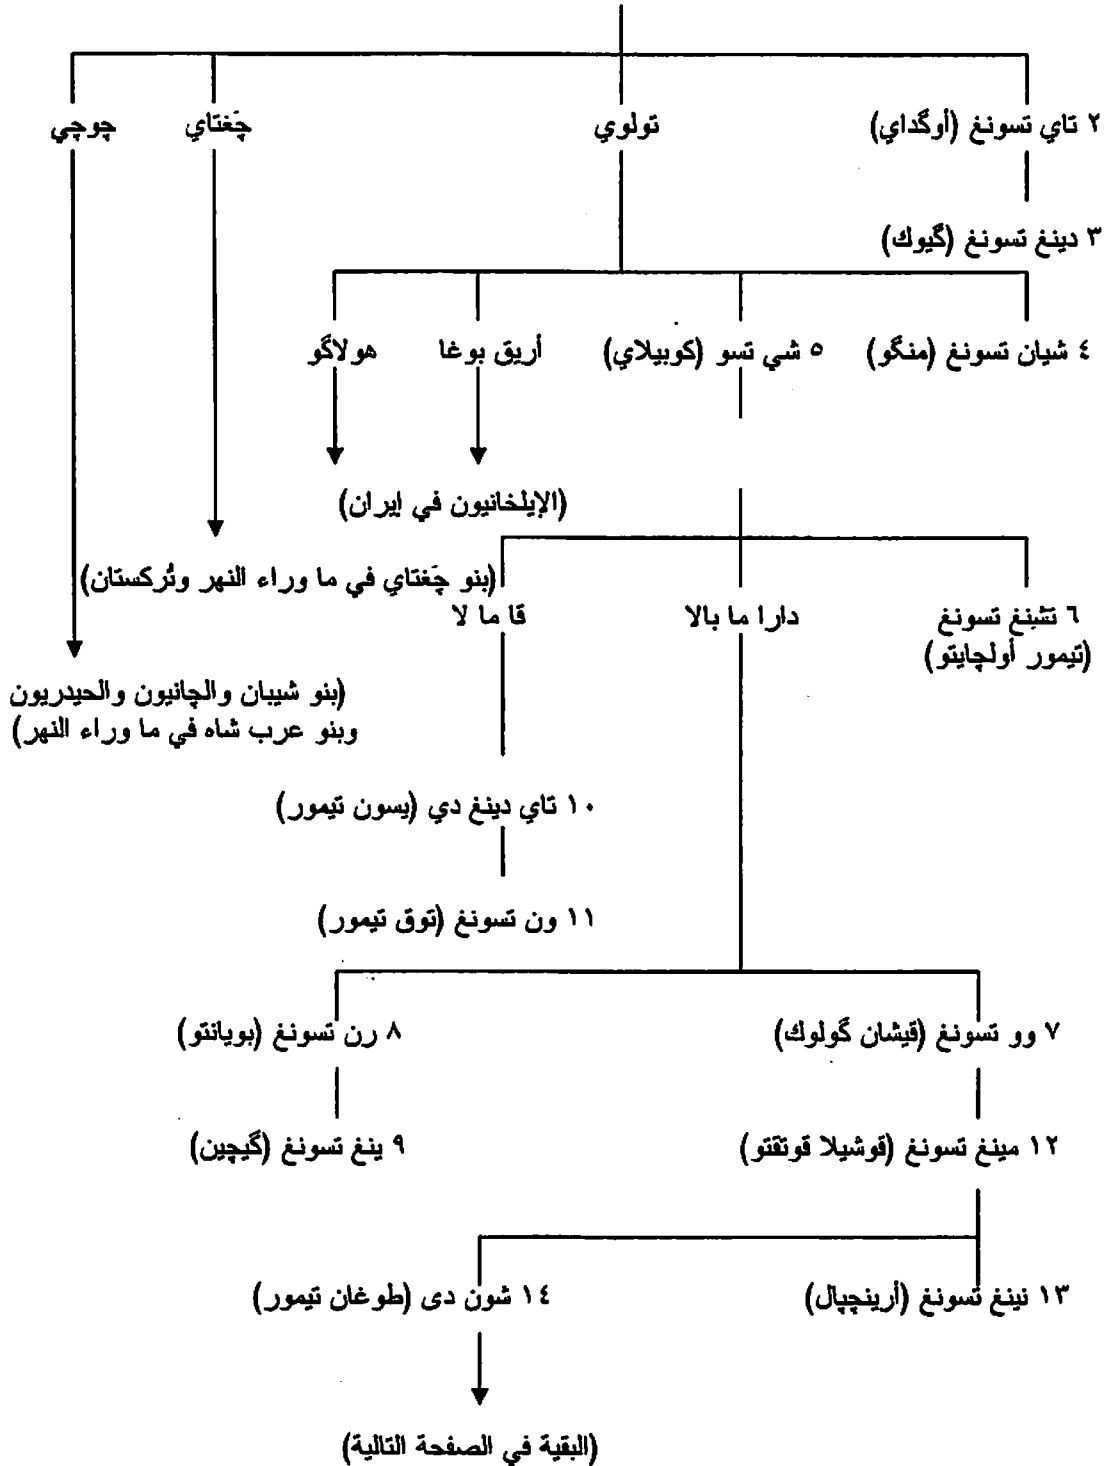 ٢ تاي تسونغ (أوگداي)
تولوي
چَغتاي
چوچي
٣ دينغ تسونغ (گيوك)
٤ شيان تسونغ (منگو)
٥ شي تسو (كوبيلاي)
أريق بوغا
هولاگو
(الإيلخانيون في إيران)
(بنو چَغتاي في ما وراء النهر وتُركستان)
٦ تشينغ تسونغ
(تيمور أولچايتو)
دارا ما بالا
قا ما لا
(بنو شيبان والچانيون والحيدريون
وبنو عرب شاه في ما وراء النهر)
١٠ تاي دينغ دي (يسون تيمور)
١١ ون تسونغ (توق تيمور)
٧ وو تسونغ (قيشان گولوك)
٨ رن تسونغ (بويانتو)
١٢ مينغ تسونغ (قوشيلا قوتقتو)
٩ ينغ تسونغ (گيچين)
١٣ نينغ تسونغ (أرينچپال)
١٤ شون دى (طوغان تيمور)
(البقية في الصفحة التالية)